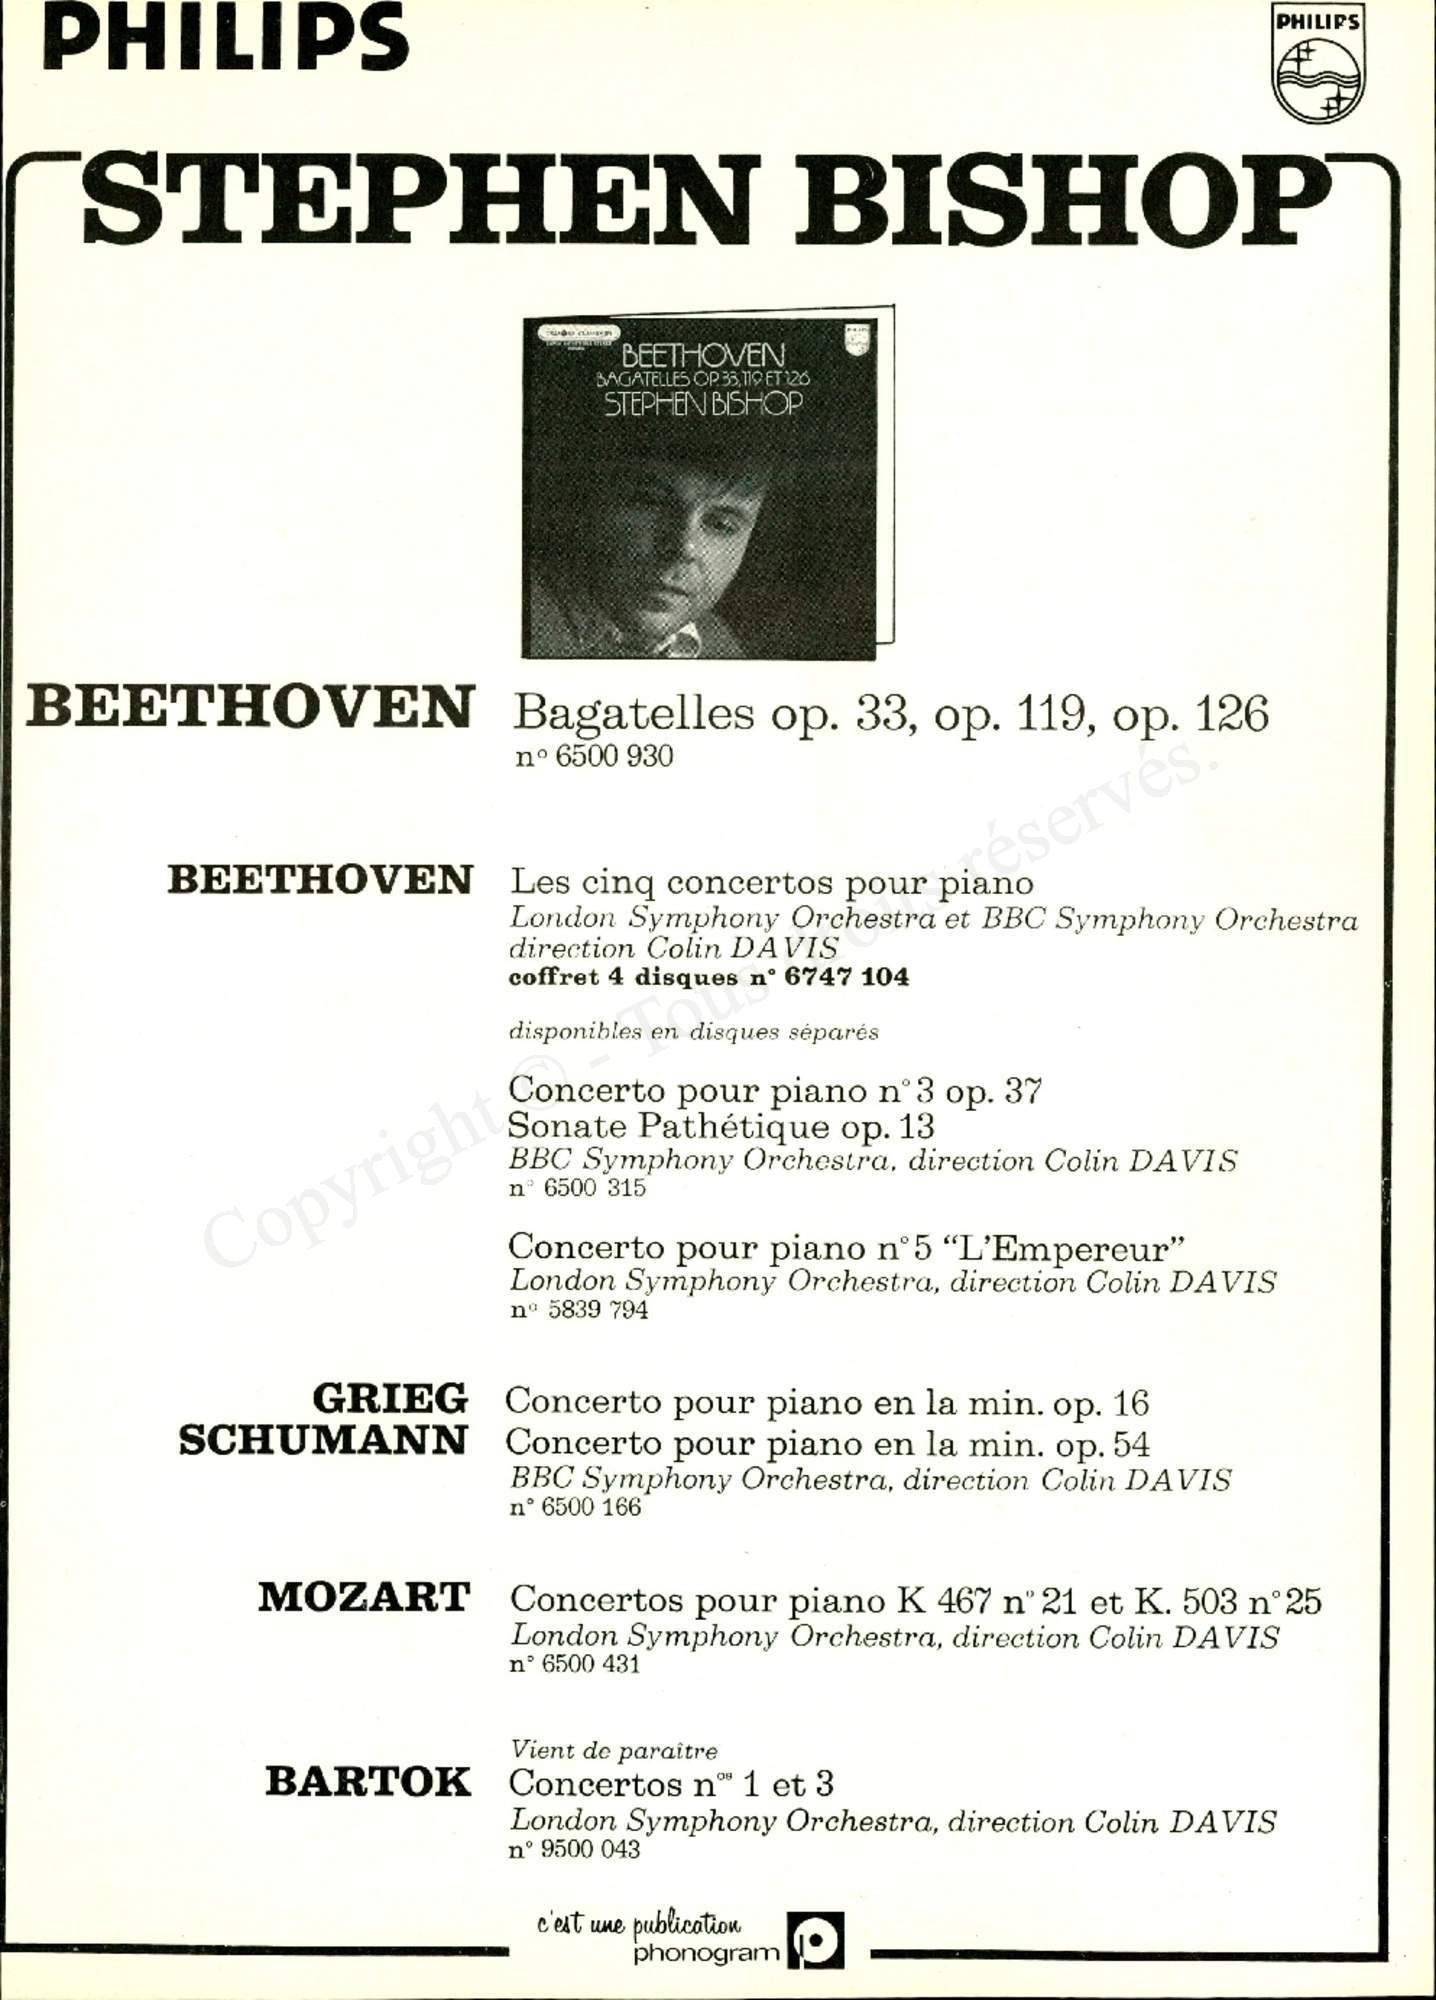 PHILIPS
PHILIPS
STEPHEN BISHOP
BEETHOVEN
BAGATELLES OP. 33, 119 ET 126
STEPHEN BISHOP
BEETHOVEN Bagatelles op. 33, op. 119, op. 126
n° 6500 930
BEETHOVEN Les cinq concertos pour piano
London Symphony Orchestra et BBC Symphony Orchestra
direction Colin DAVIS
coffret 4 disques n° 6747 104
disponibles en disques séparés
Concerto pour piano n° 3 op. 37
Sonate Pathétique op. 13
BBC Symphony Orchestra, direction Colin DAVIS
n° 6500 315
Concerto pour piano n° 5 “L’Empereur”
London Symphony Orchestra, direction Colin DAVIS
n° 5839 794
GRIEG Concerto pour piano en la min. op. 16
SCHUMANN Concerto pour piano en la min. op. 54
BBC Symphony Orchestra, direction Colin DAVIS
n° 6500 166
MOZART Concertos pour piano K 467 n° 21 et K. 503 n° 25
London Symphony Orchestra, direction Colin DAVIS
n° 6500 431
Vient de paraître
BARTOK Concertos nos 1 et 3
London Symphony Orchestra, direction Colin DAVIS
n° 9500 043
c'est une publication
phonogram
Copyright © - Tous droits réservés.